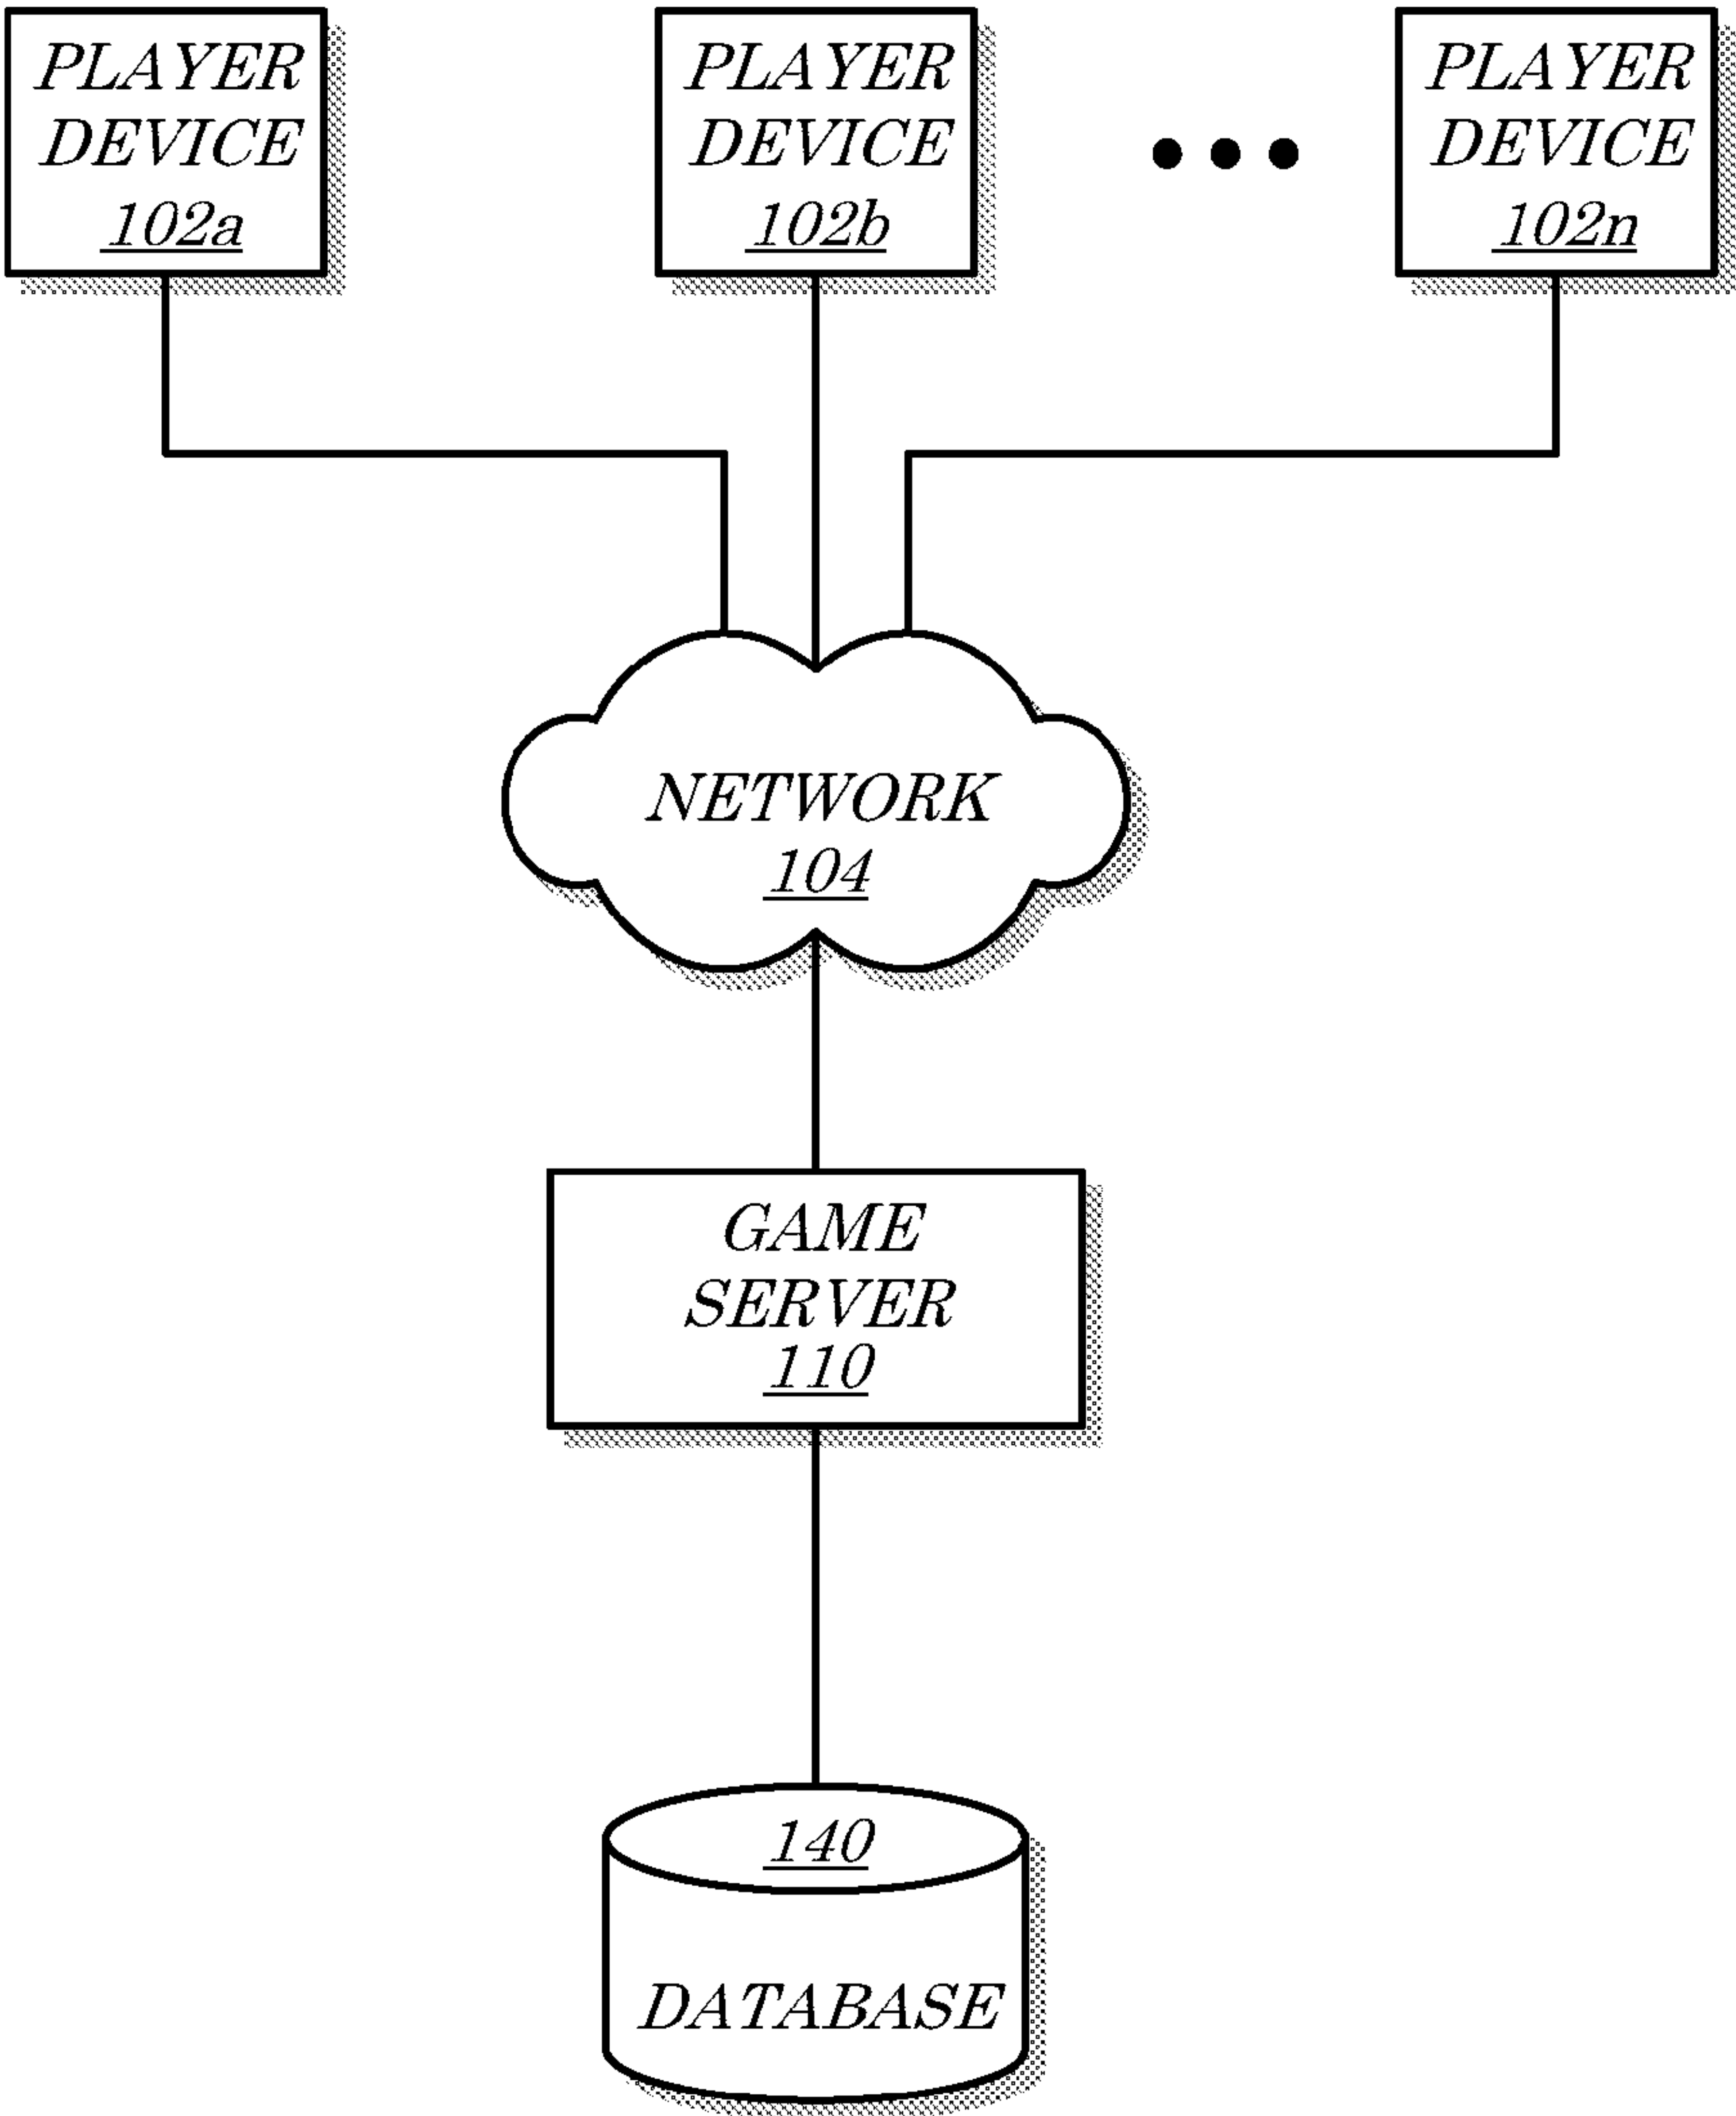 PLAYER
DEVICE
102a
PLAYER
DEVICE
102b
PLAYER
DEVICE
102n
NETWORK
104
GAME
SERVER
110
140
DATABASE